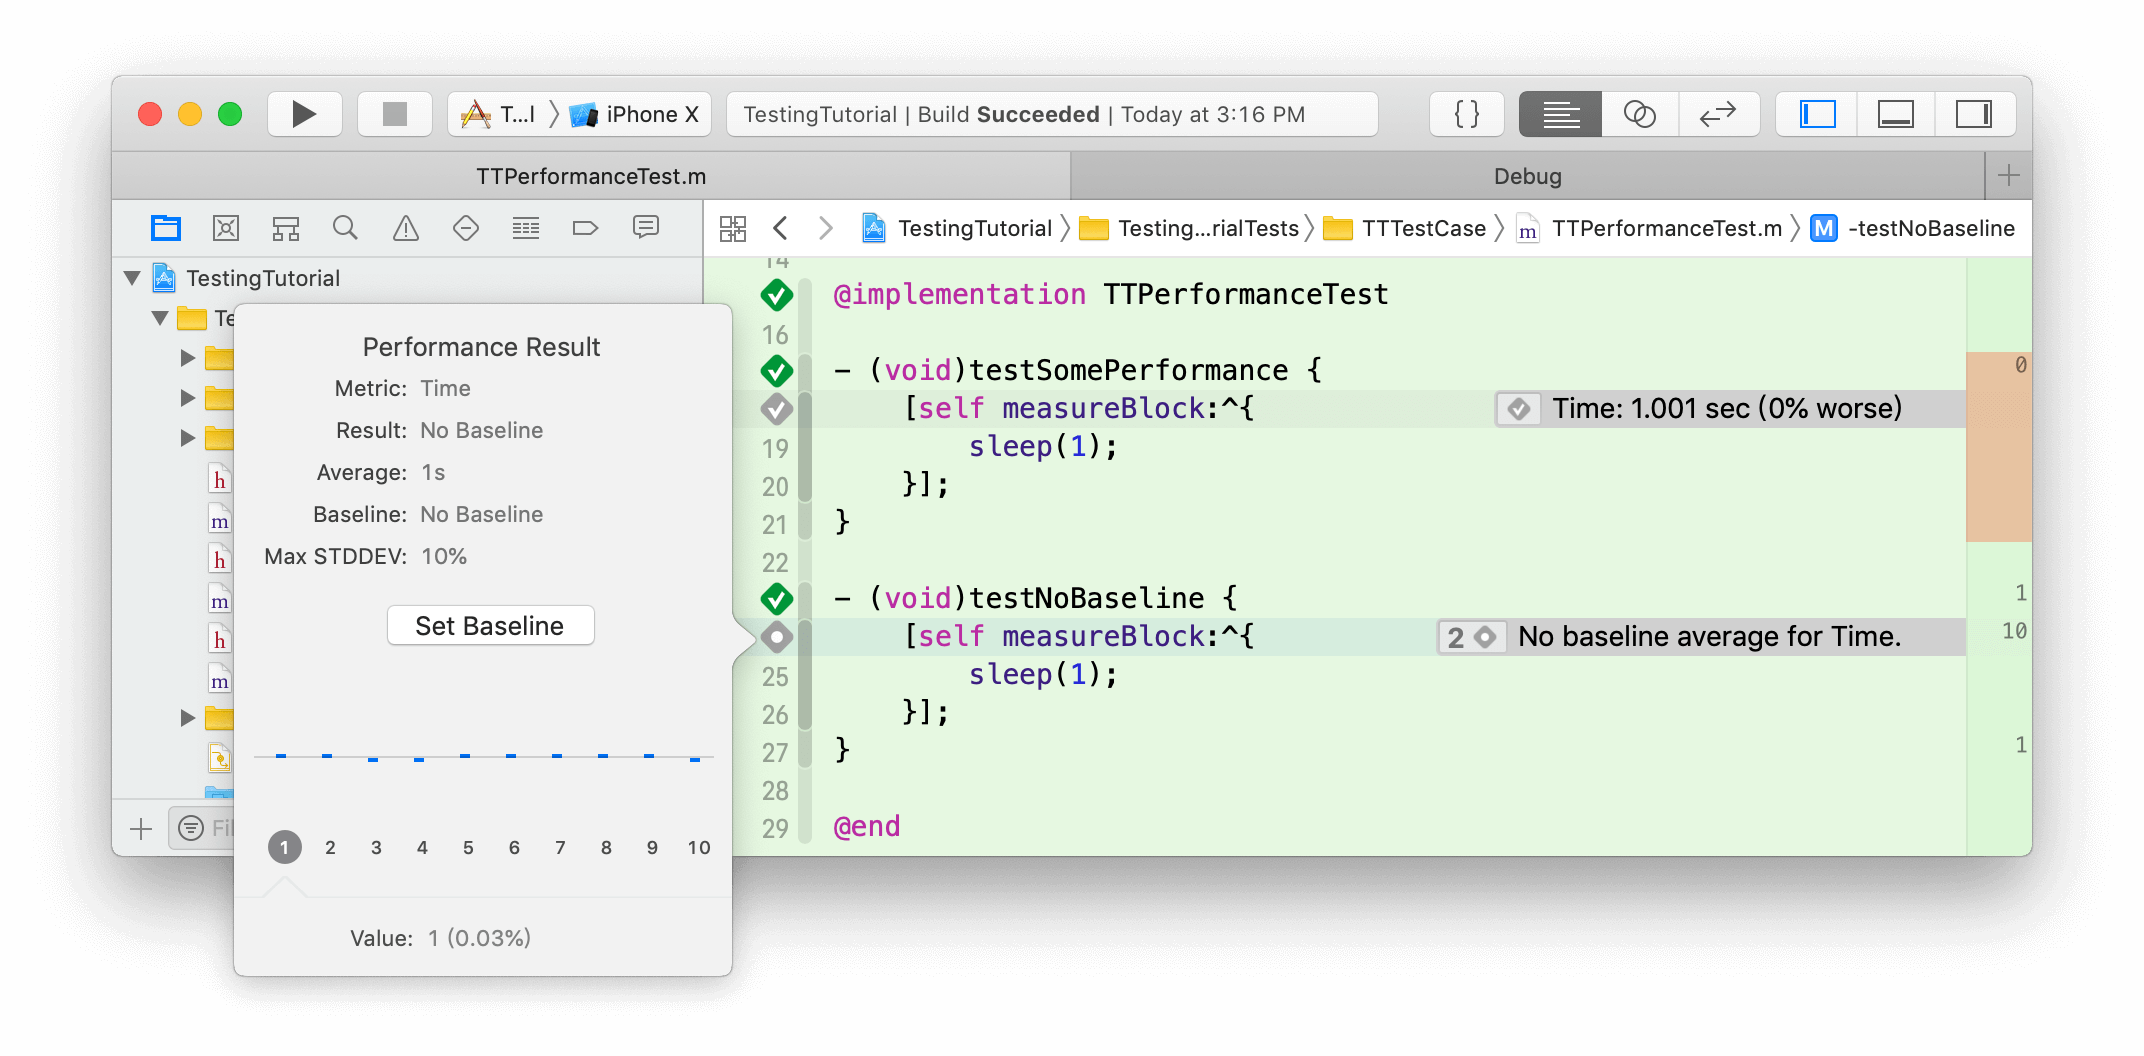 T...l 〉 iPhone X
TestingTutorial | Build Succeeded | Today at 3:16 PM
{ }
TTPerformanceTest.m
Debug
TestingTutorial 〉 Testing...rialTests 〉 TTTestCase 〉 m TTPerformanceTest.m 〉 M -testNoBaseline
TestingTutorial
Te
h
m
h
m
h
m
Fil
Performance Result
Metric: Time
Result: No Baseline
Average: 1s
Baseline: No Baseline
Max STDDEV: 10%
Set Baseline
1 2 3 4 5 6 7 8 9 10
Value: 1 (0.03%)
14
@implementation TTPerformanceTest
16
- (void)testSomePerformance { 0
[self measureBlock:^{ Time: 1.001 sec (0% worse)
19 sleep(1);
20 }];
21 }
22
- (void)testNoBaseline { 1
[self measureBlock:^{ 2 No baseline average for Time. 10
25 sleep(1);
26 }];
27 } 1
28
29 @end